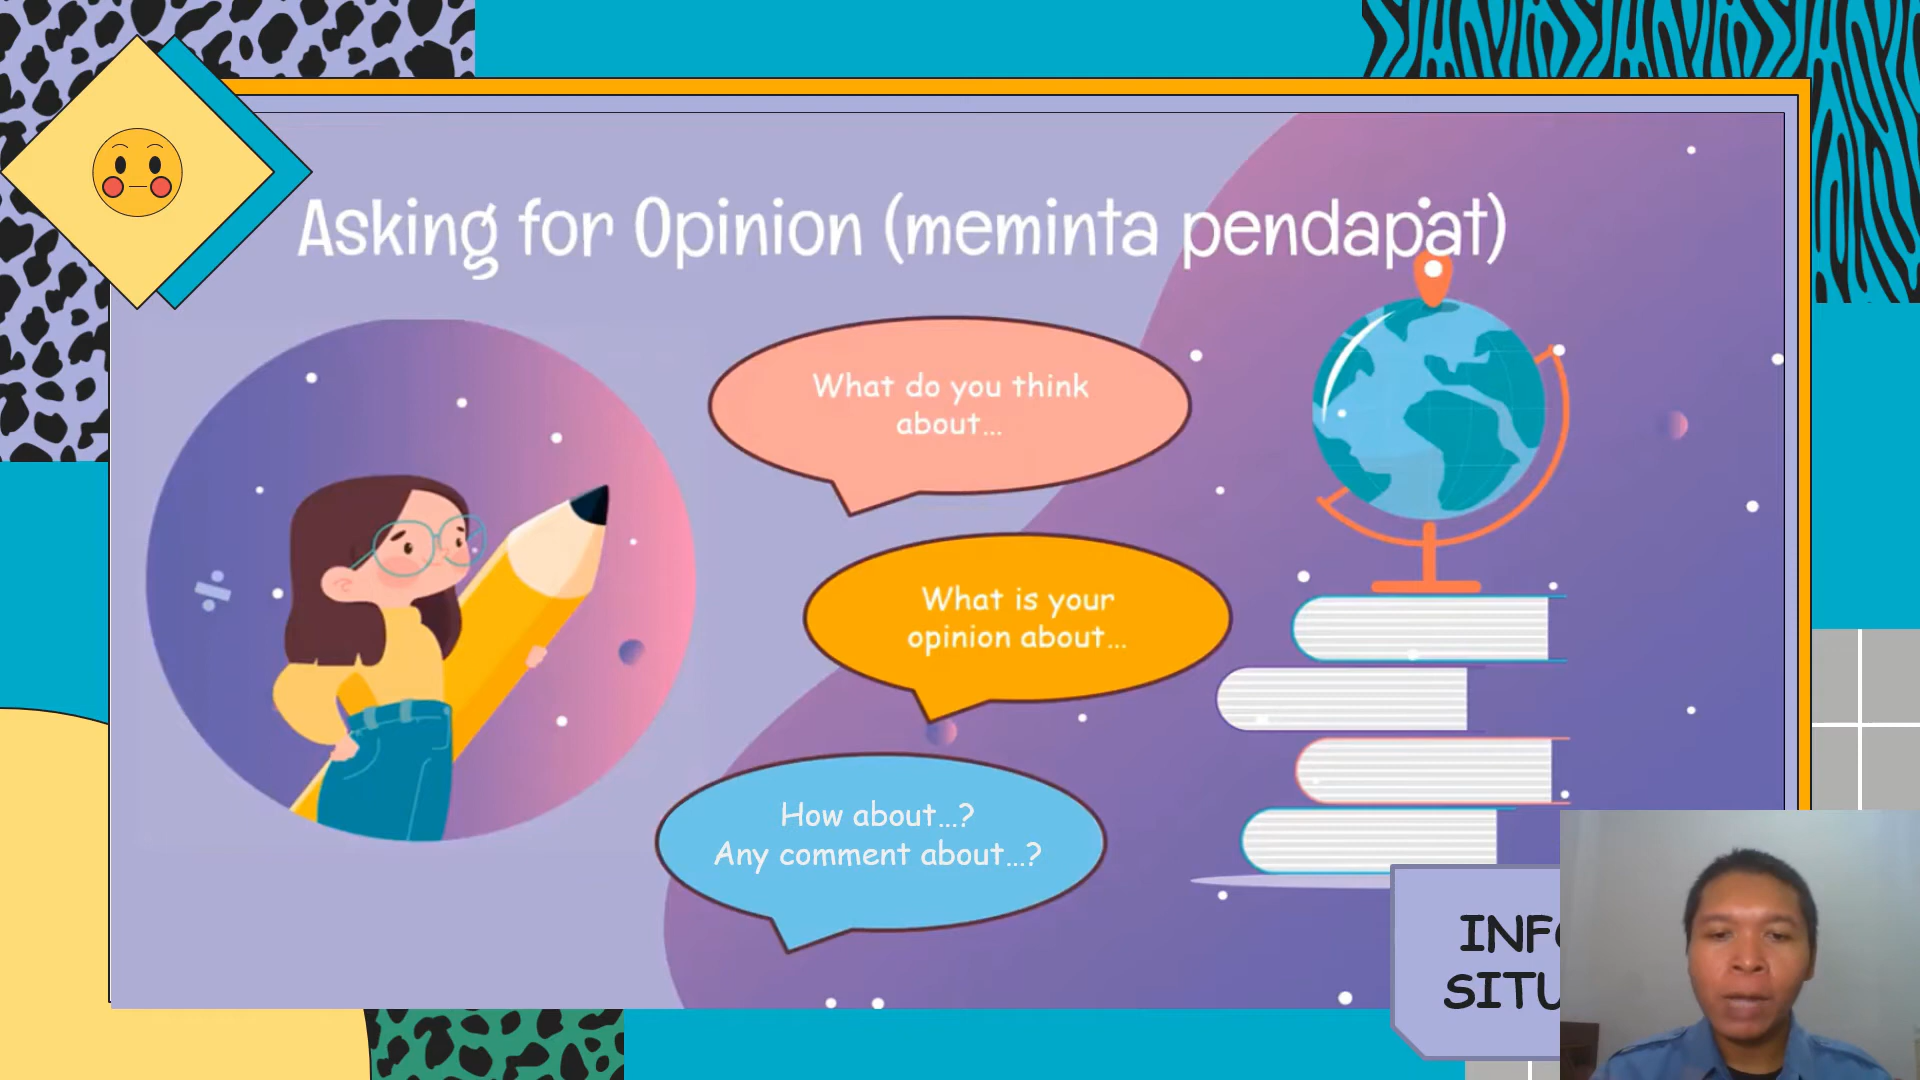 Asking for Opinion (meminta pendapat)
What do you think
about...
What is your
opinion about...
How about...?
Any comment about...?